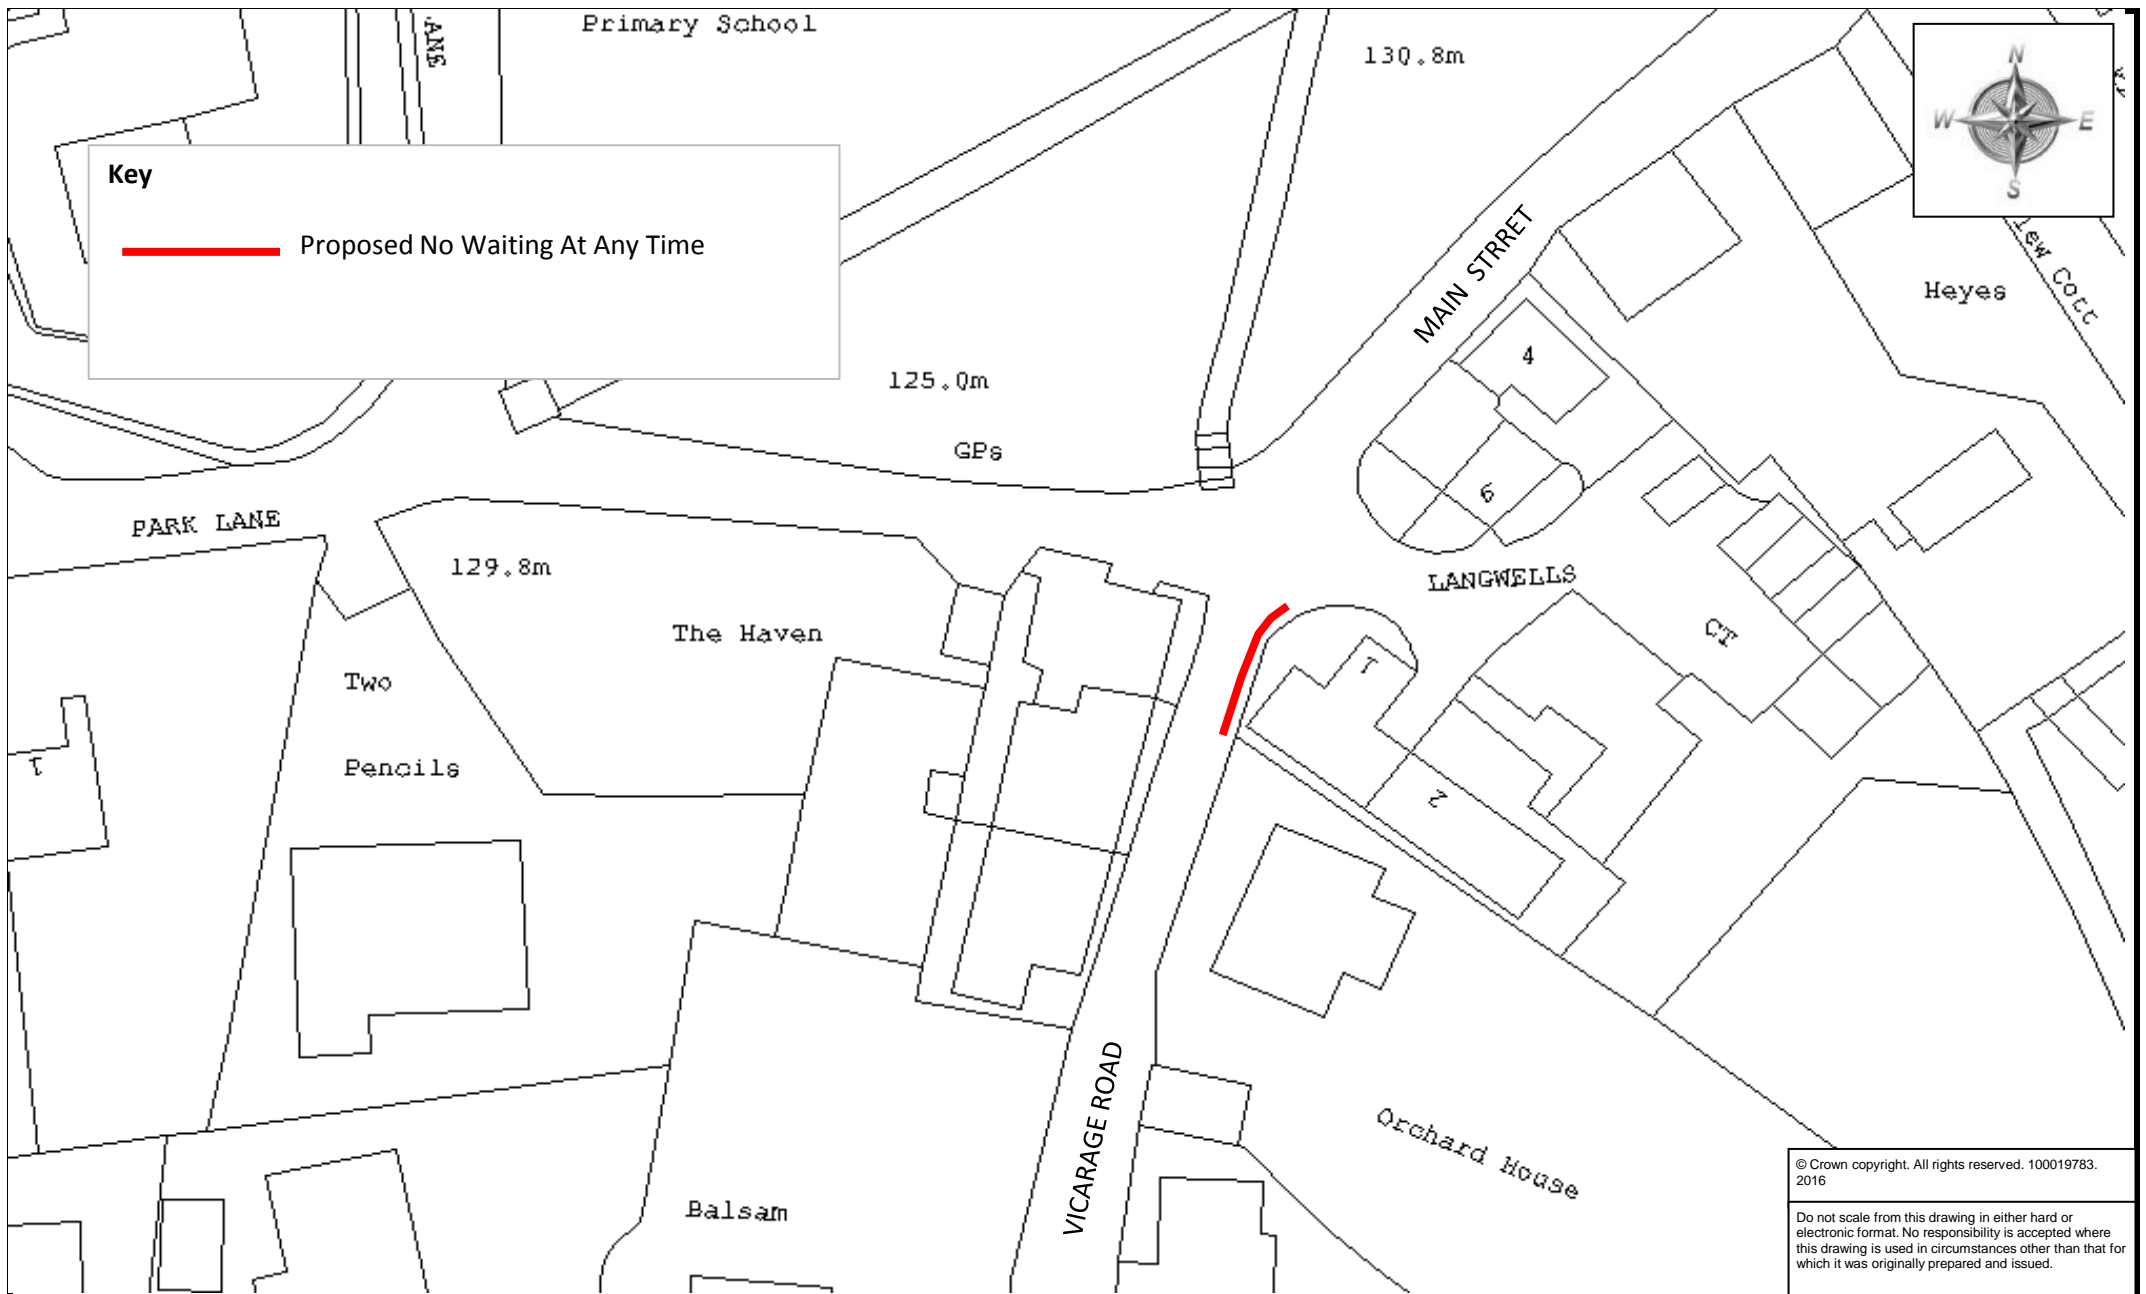 Primary School
.ANE
130.8m
N
W
E
S
Key
Proposed No Waiting At Any Time
MAIN STRRET
Heyes
iew Cott
4
125.0m
GPs
6
PARK LANE
129.8m
LANGWELLS
CT
The Haven
1
Two
Pencils
1
2
VICARAGE ROAD
Orchard House
Balsam
© Crown copyright. All rights reserved. 100019783.
2016
Do not scale from this drawing in either hard or
electronic format. No responsibility is accepted where
this drawing is used in circumstances other than that for
which it was originally prepared and issued.